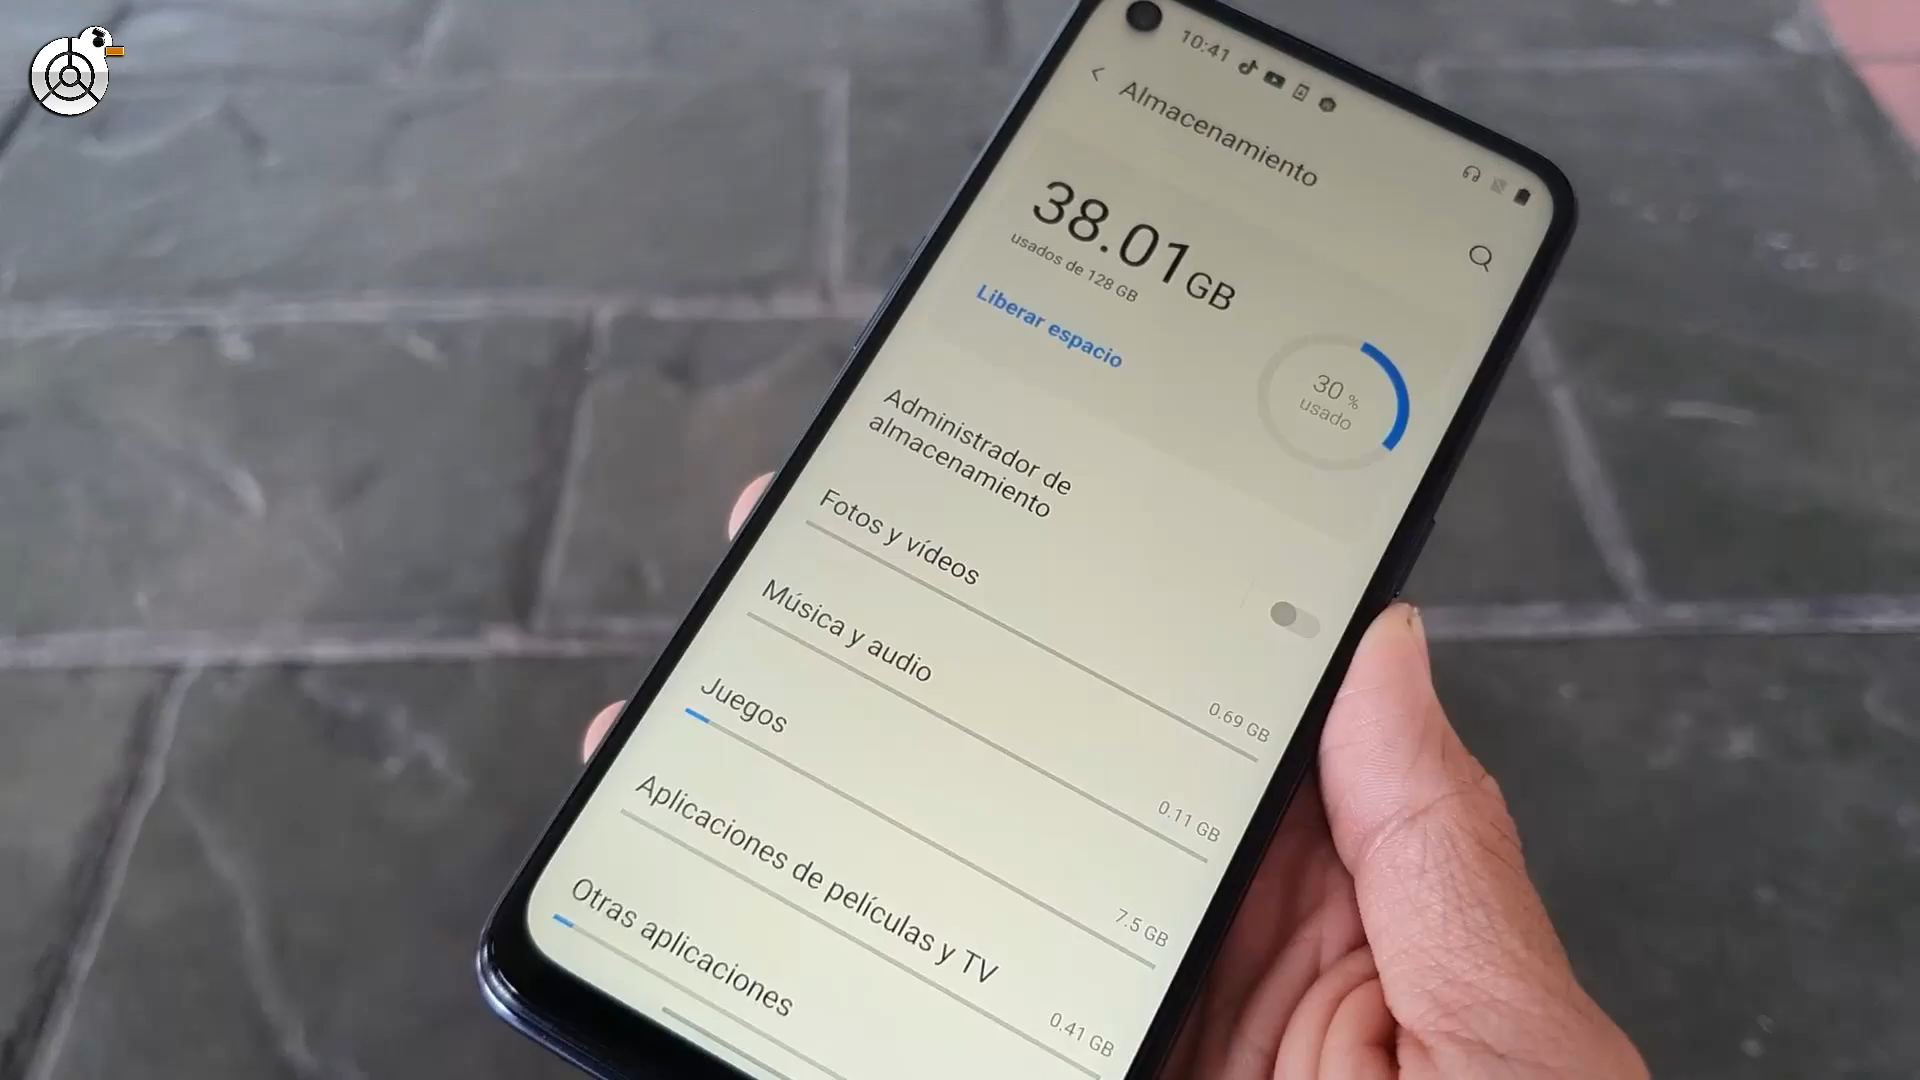 10:41
Almacenamiento
38.01GB
usados de 128 GB
Liberar espacio
30 %
usado
Administrador de
almacenamiento
Fotos y vídeos
0.69 GB
Música y audio
0.11 GB
Juegos
7.5 GB
Aplicaciones de películas y TV
0.41 GB
Otras aplicaciones